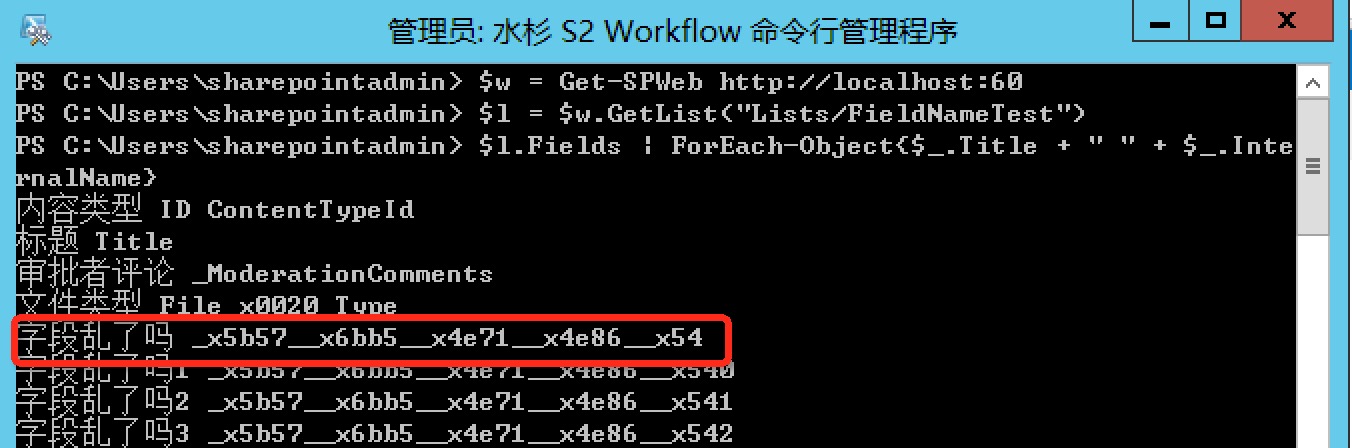 管理员: 水杉 S2 Workflow 命令行管理程序
PS C:\Users\sharepointadmin> $w = Get-SPWeb http://localhost:60
PS C:\Users\sharepointadmin> $l = $w.GetList("Lists/FieldNameTest")
PS C:\Users\sharepointadmin> $l.Fields | ForEach-Object{$_.Title + " " + $_.Inte
rnalName}
内容类型 ID ContentTypeId
标题 Title
审批者评论 _ModerationComments
文件类型 File_x0020_Type
字段乱了吗 _x5b57__x6bb5__x4e71__x4e86__x54
字段乱了吗1 _x5b57__x6bb5__x4e71__x4e86__x540
字段乱了吗2 _x5b57__x6bb5__x4e71__x4e86__x541
字段乱了吗3 _x5b57__x6bb5__x4e71__x4e86__x542